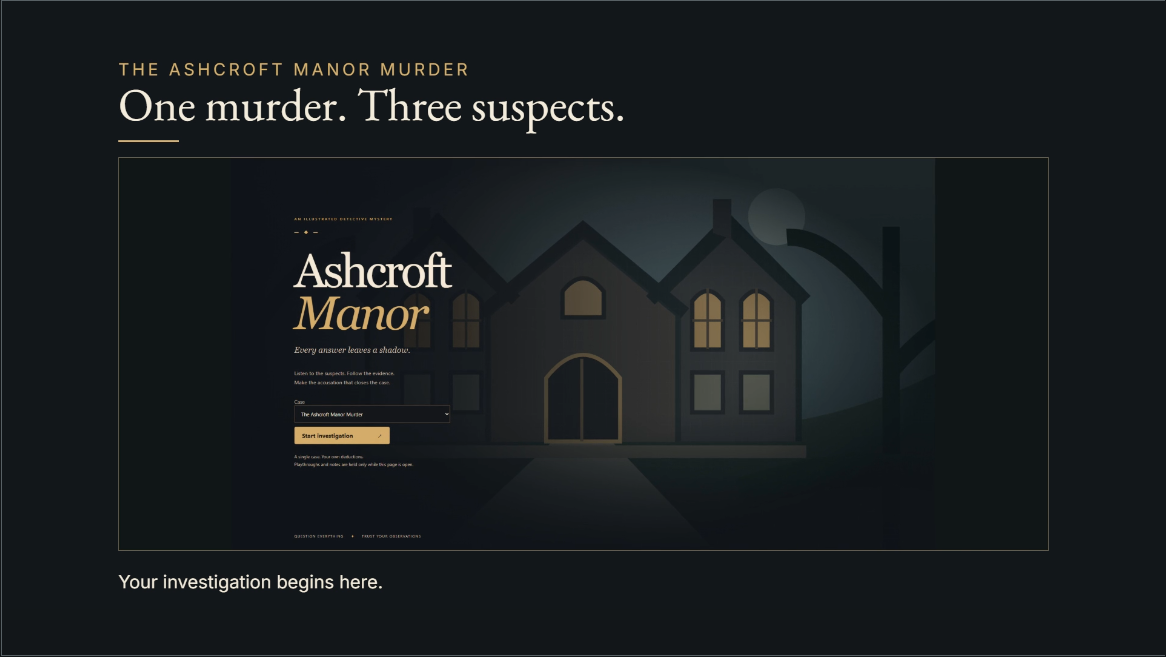 THE ASHCROFT MANOR MURDER
One murder. Three suspects.
AN ILLUSTRATED DETECTIVE MYSTERY
Ashcroft
Manor
Every answer leaves a shadow.
Listen to the suspects. Follow the evidence.
Make the accusation that closes the case.
Case
The Ashcroft Manor Murder
Start investigation
A single case. Your own deductions.
Playthroughs and notes are held only while this page is open.
QUESTION EVERYTHING ✦ TRUST YOUR OBSERVATIONS
Your investigation begins here.